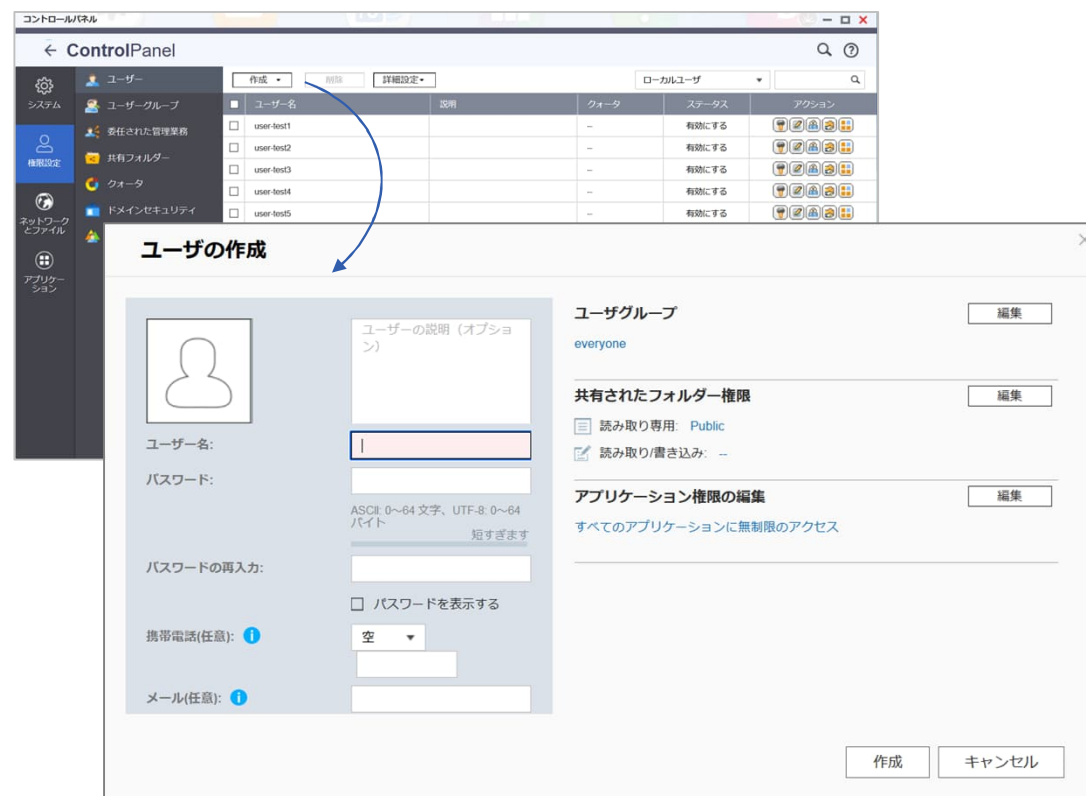 コントロールパネル
ControlPanel
システム
権限設定
ネットワーク
とファイル
アプリケー
ション
ユーザー
ユーザーグループ
委任された管理業務
共有フォルダー
クォータ
ドメインセキュリティ
作成
削除
詳細設定
ローカルユーザ
ユーザー名 説明 クォータ ステータス アクション
user-test1 -- 有効にする
user-test2 -- 有効にする
user-test3 -- 有効にする
user-test4 -- 有効にする
user-test5 -- 有効にする
ユーザの作成
ユーザーの説明（オプショ
ン）
ユーザー名:
パスワード:
ASCII: 0～64 文字、UTF-8: 0～64
バイト
短すぎます
パスワードの再入力:
パスワードを表示する
携帯電話(任意):
空
メール(任意):
ユーザグループ
編集
everyone
共有されたフォルダー権限
編集
読み取り専用: Public
読み取り/書き込み: --
アプリケーション権限の編集
編集
すべてのアプリケーションに無制限のアクセス
作成
キャンセル